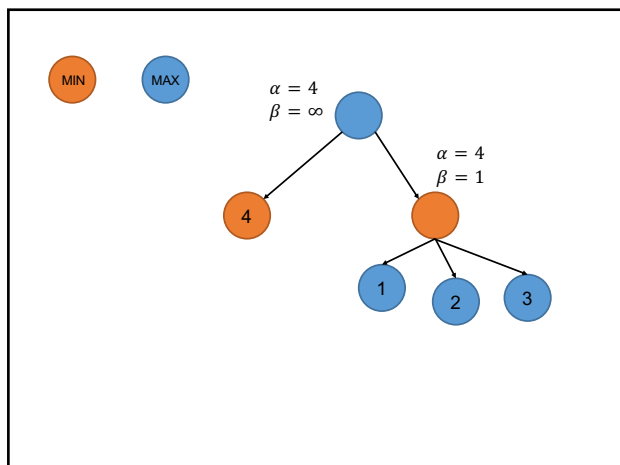 MIN
MAX
𝛼 = 4
𝛽 = ∞
𝛼 = 4
𝛽 = 1
4
1
2
3